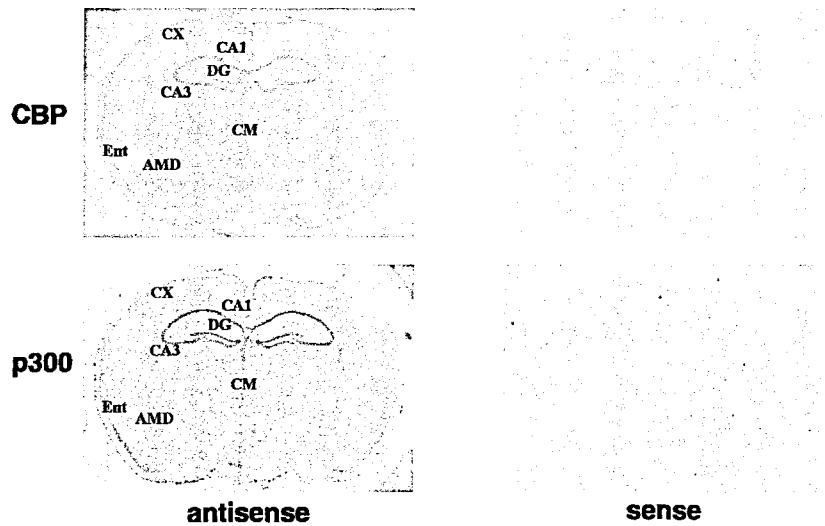 CBP
CX
CA1
DG
CA3
CM
Ent
AMD
p300
CX
CA1
DG
CA3
CM
Ent
AMD
antisense
sense